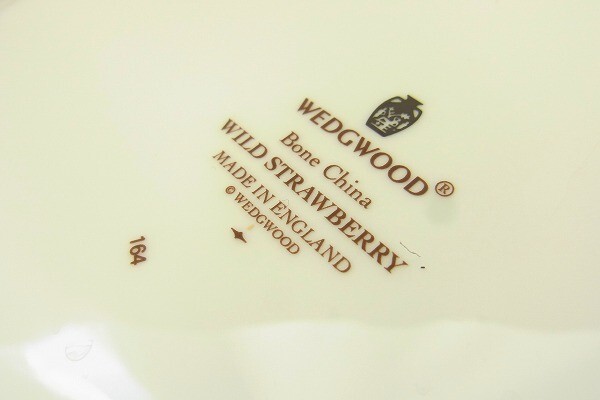 WEDGWOOD ®
Bone China
WILD STRAWBERRY
MADE IN ENGLAND
© WEDGWOOD
164